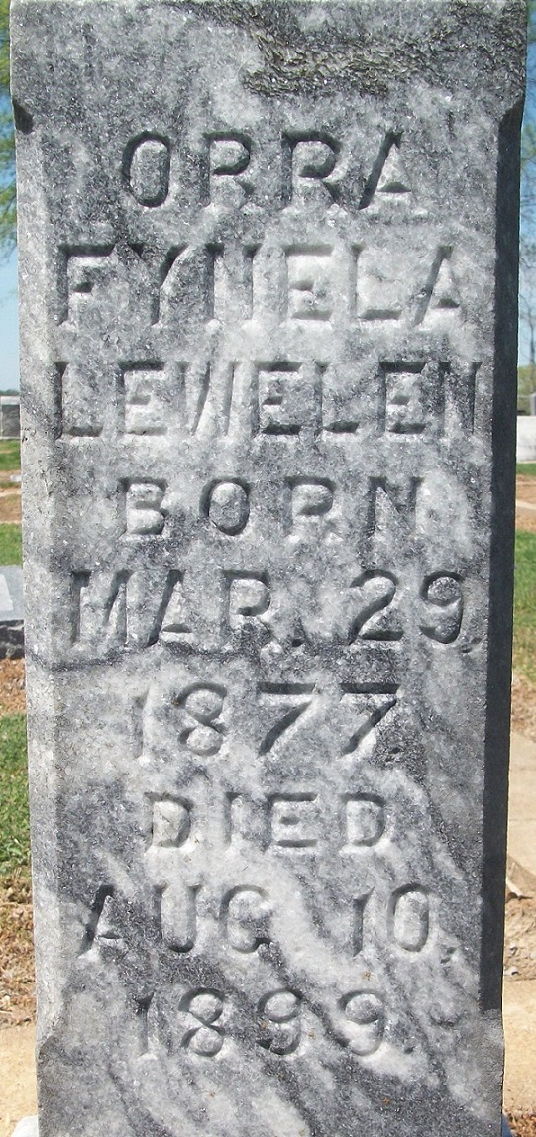 ORRA
FYNELA
LEWELEN
BORN
MAR. 29,
1877.
DIED
AUG 10,
1899.